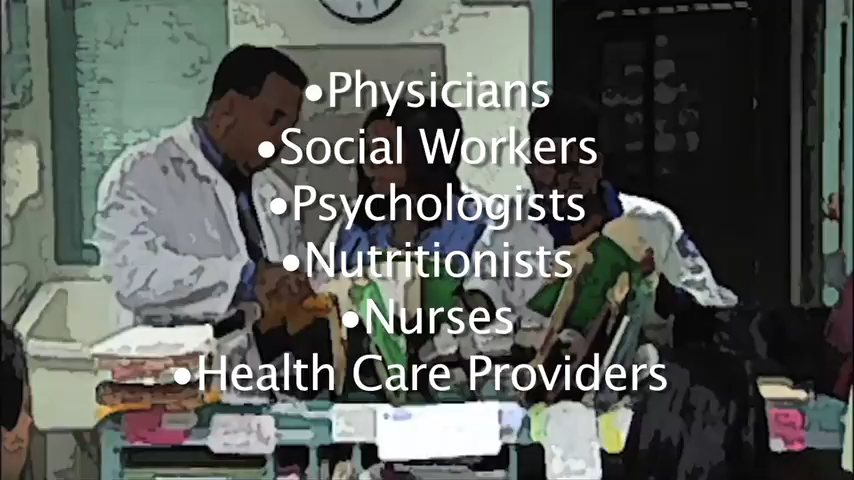 •Physicians
•Social Workers
•Psychologists
•Nutritionists
•Nurses
•Health Care Providers